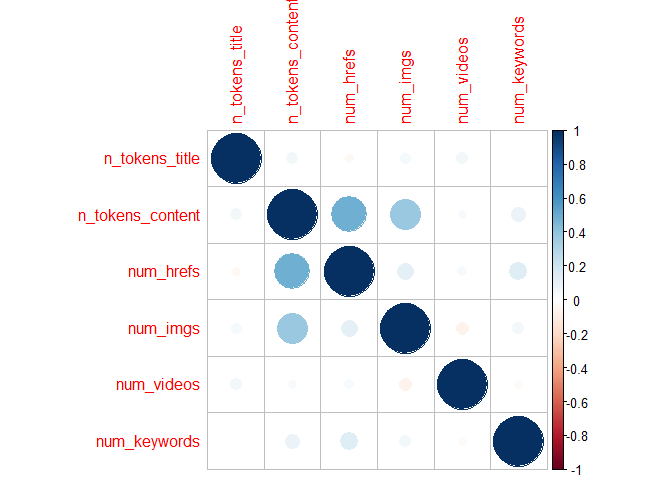 n_tokens_title
n_tokens_content
num_hrefs
num_imgs
num_videos
num_keywords
n_tokens_title
n_tokens_content
num_hrefs
num_imgs
num_videos
num_keywords
1
0.8
0.6
0.4
0.2
0
-0.2
-0.4
-0.6
-0.8
-1